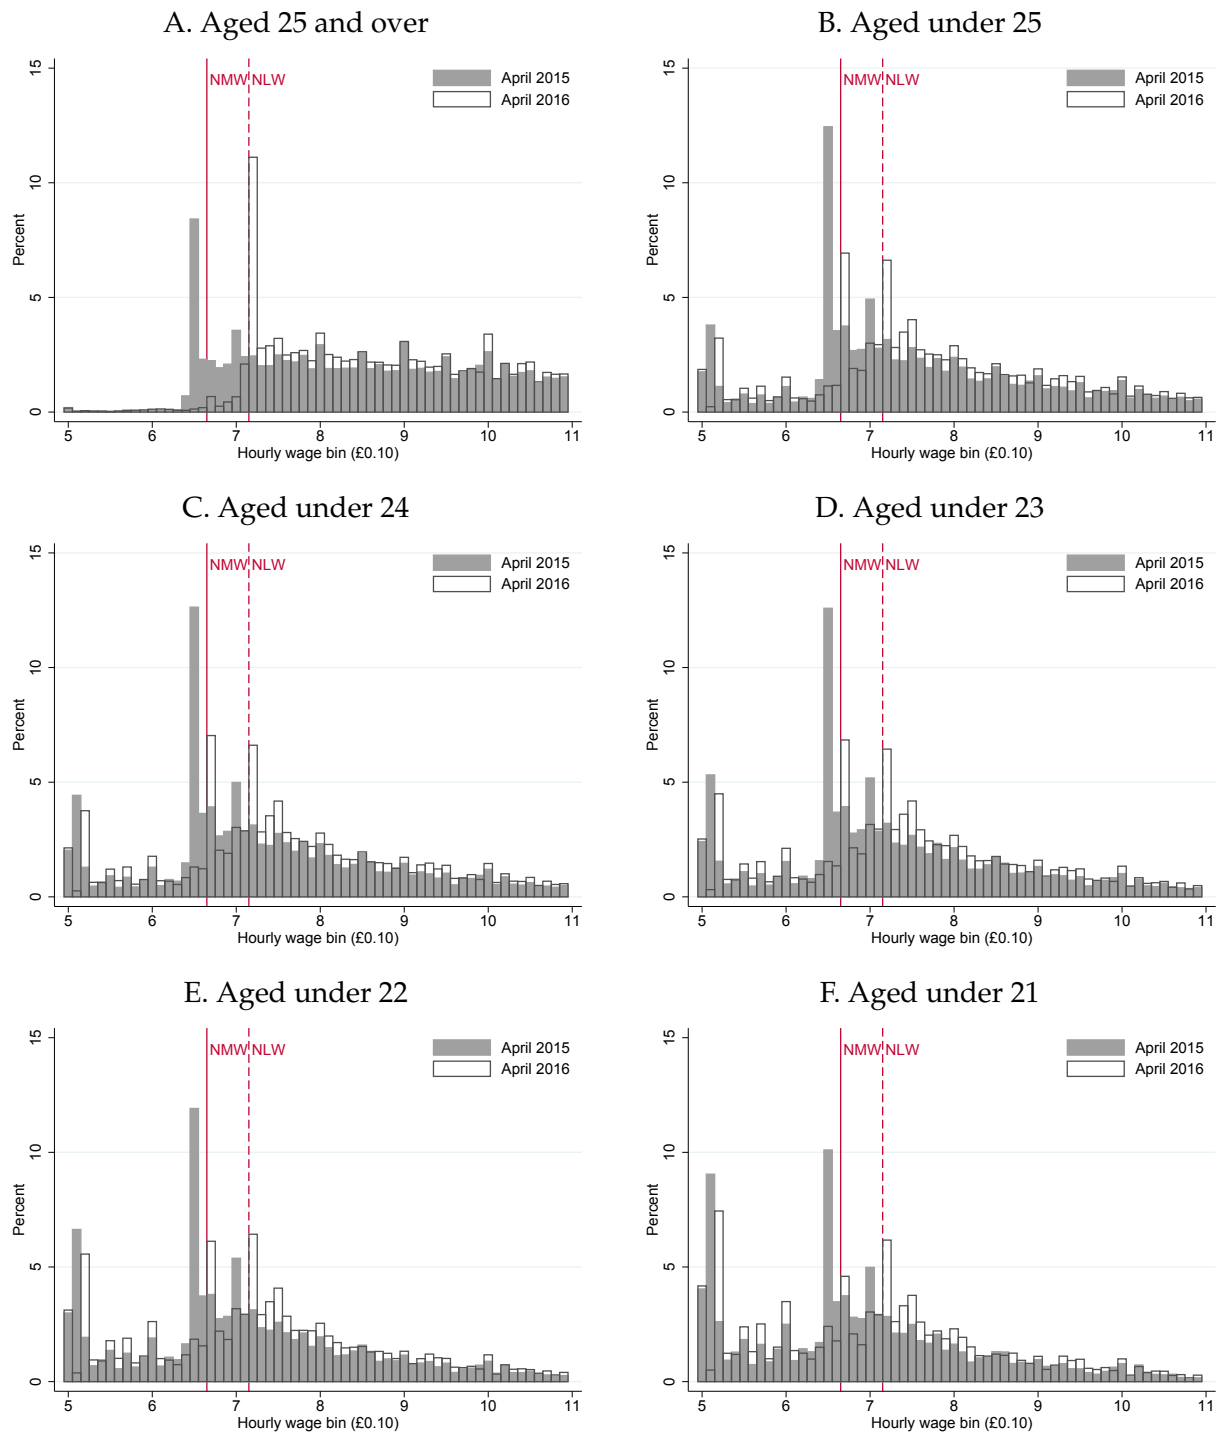 A. Aged 25 and over
15
10
5
0
Percent
NMW NLW
April 2015
April 2016
5 6 7 8 9 10 11
Hourly wage bin (£0.10)
B. Aged under 25
15
10
5
0
Percent
NMW NLW
April 2015
April 2016
5 6 7 8 9 10 11
Hourly wage bin (£0.10)
C. Aged under 24
15
10
5
0
Percent
NMW NLW
April 2015
April 2016
5 6 7 8 9 10 11
Hourly wage bin (£0.10)
D. Aged under 23
15
10
5
0
Percent
NMW NLW
April 2015
April 2016
5 6 7 8 9 10 11
Hourly wage bin (£0.10)
E. Aged under 22
15
10
5
0
Percent
NMW NLW
April 2015
April 2016
5 6 7 8 9 10 11
Hourly wage bin (£0.10)
F. Aged under 21
15
10
5
0
Percent
NMW NLW
April 2015
April 2016
5 6 7 8 9 10 11
Hourly wage bin (£0.10)